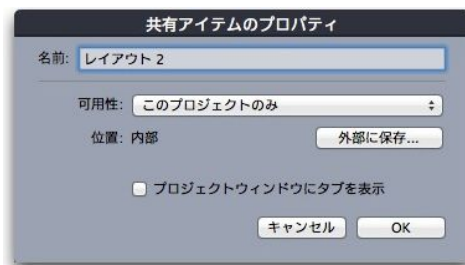 共有アイテムのプロパティ
名前: レイアウト 2
可用性: このプロジェクトのみ
位置: 内部 外部に保存...
プロジェクトウィンドウにタブを表示
キャンセル OK